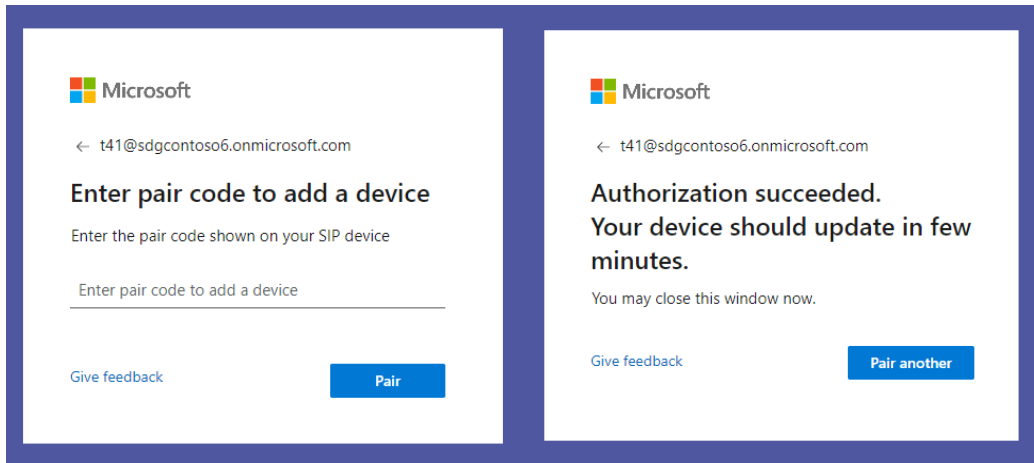 Microsoft
← t41@sdgcontoso6.onmicrosoft.com
Enter pair code to add a device
Enter the pair code shown on your SIP device
Enter pair code to add a device
Give feedback
Pair
Microsoft
← t41@sdgcontoso6.onmicrosoft.com
Authorization succeeded.
Your device should update in few
minutes.
You may close this window now.
Give feedback
Pair another